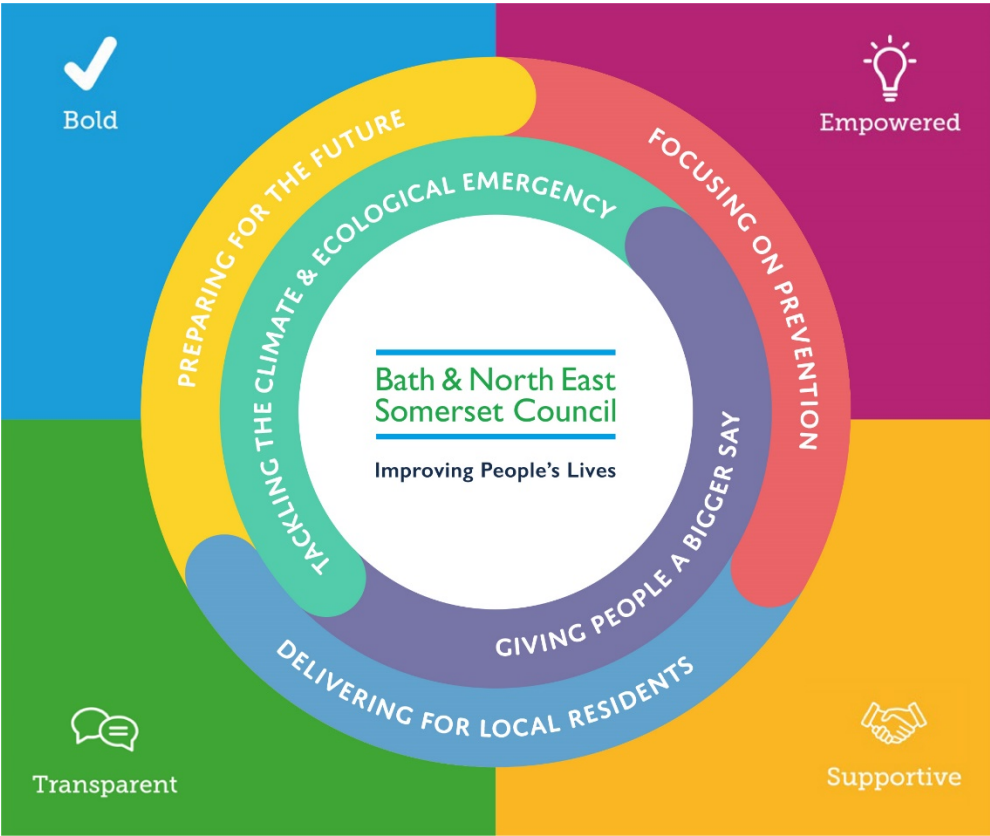 Bold
Empowered
PREPARING FOR THE FUTURE
FOCUSING ON PREVENTION
TACKLING THE CLIMATE & ECOLOGICAL EMERGENCY
Bath & North East
Somerset Council
Improving People's Lives
GIVING PEOPLE A BIGGER SAY
DELIVERING FOR LOCAL RESIDENTS
Transparent
Supportive